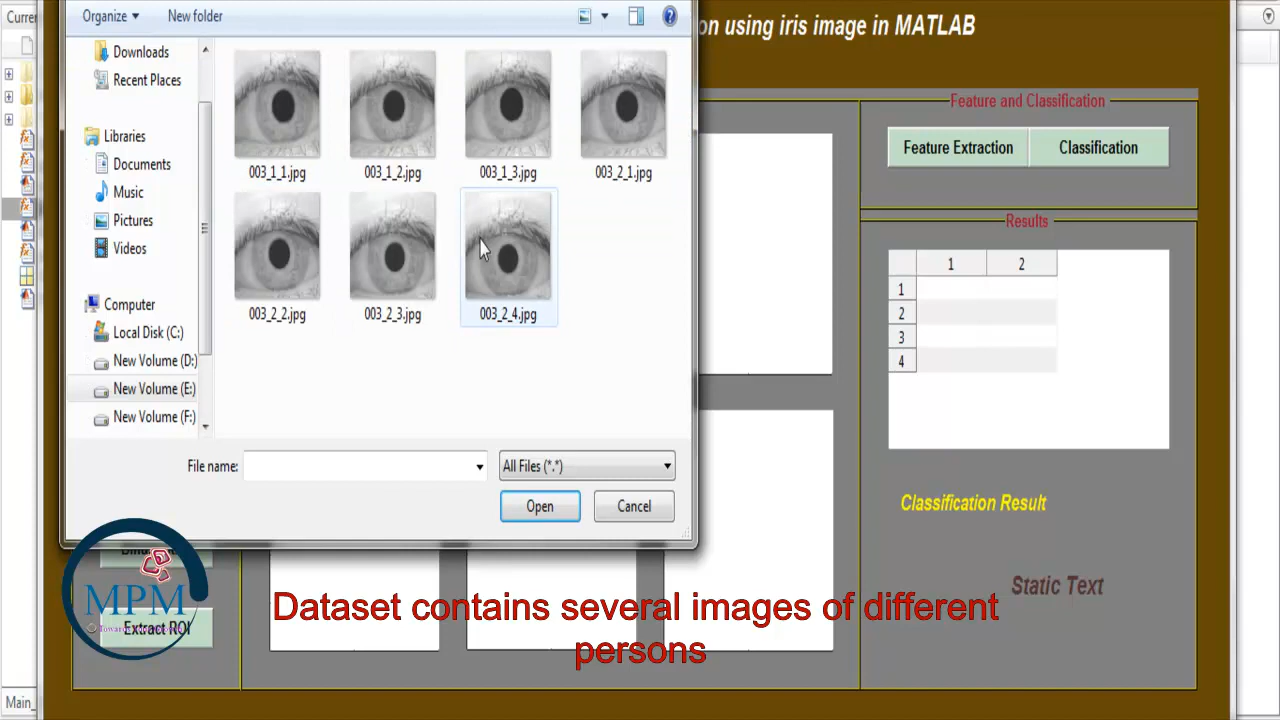 Curre
Organize
New folder
on using iris image in MATLAB
Downloads
Recent Places
Libraries
Documents
Music
Pictures
Videos
Computer
Local Disk (C:)
New Volume (D:)
New Volume (E:)
New Volume (F:)
003_1_1.jpg
003_1_2.jpg
003_1_3.jpg
003_2_1.jpg
003_2_2.jpg
003_2_3.jpg
003_2_4.jpg
File name:
All Files (*.*)
Open
Cancel
Feature and Classification
Feature Extraction
Classification
Results
1 2
1
2
3
4
Classification Result
Static Text
MPM
Extract ROI
Dataset contains several images of different
persons
Main_